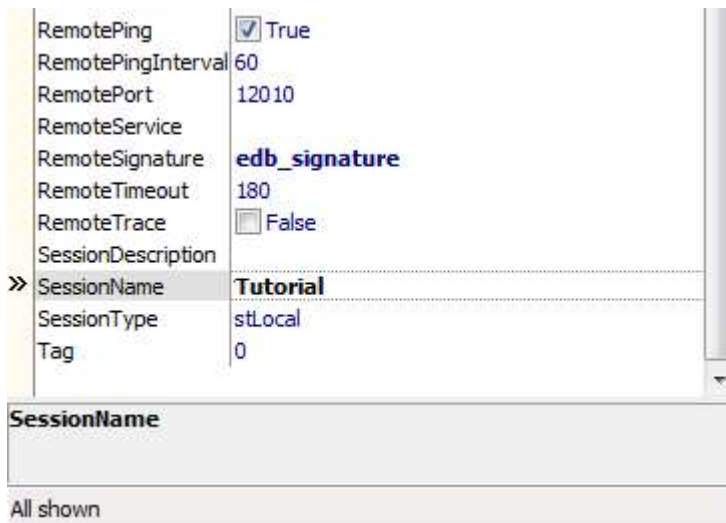 RemotePing True
RemotePingInterval 60
RemotePort 12010
RemoteService
RemoteSignature edb_signature
RemoteTimeout 180
RemoteTrace False
SessionDescription
» SessionName Tutorial
SessionType stLocal
Tag 0
SessionName
All shown